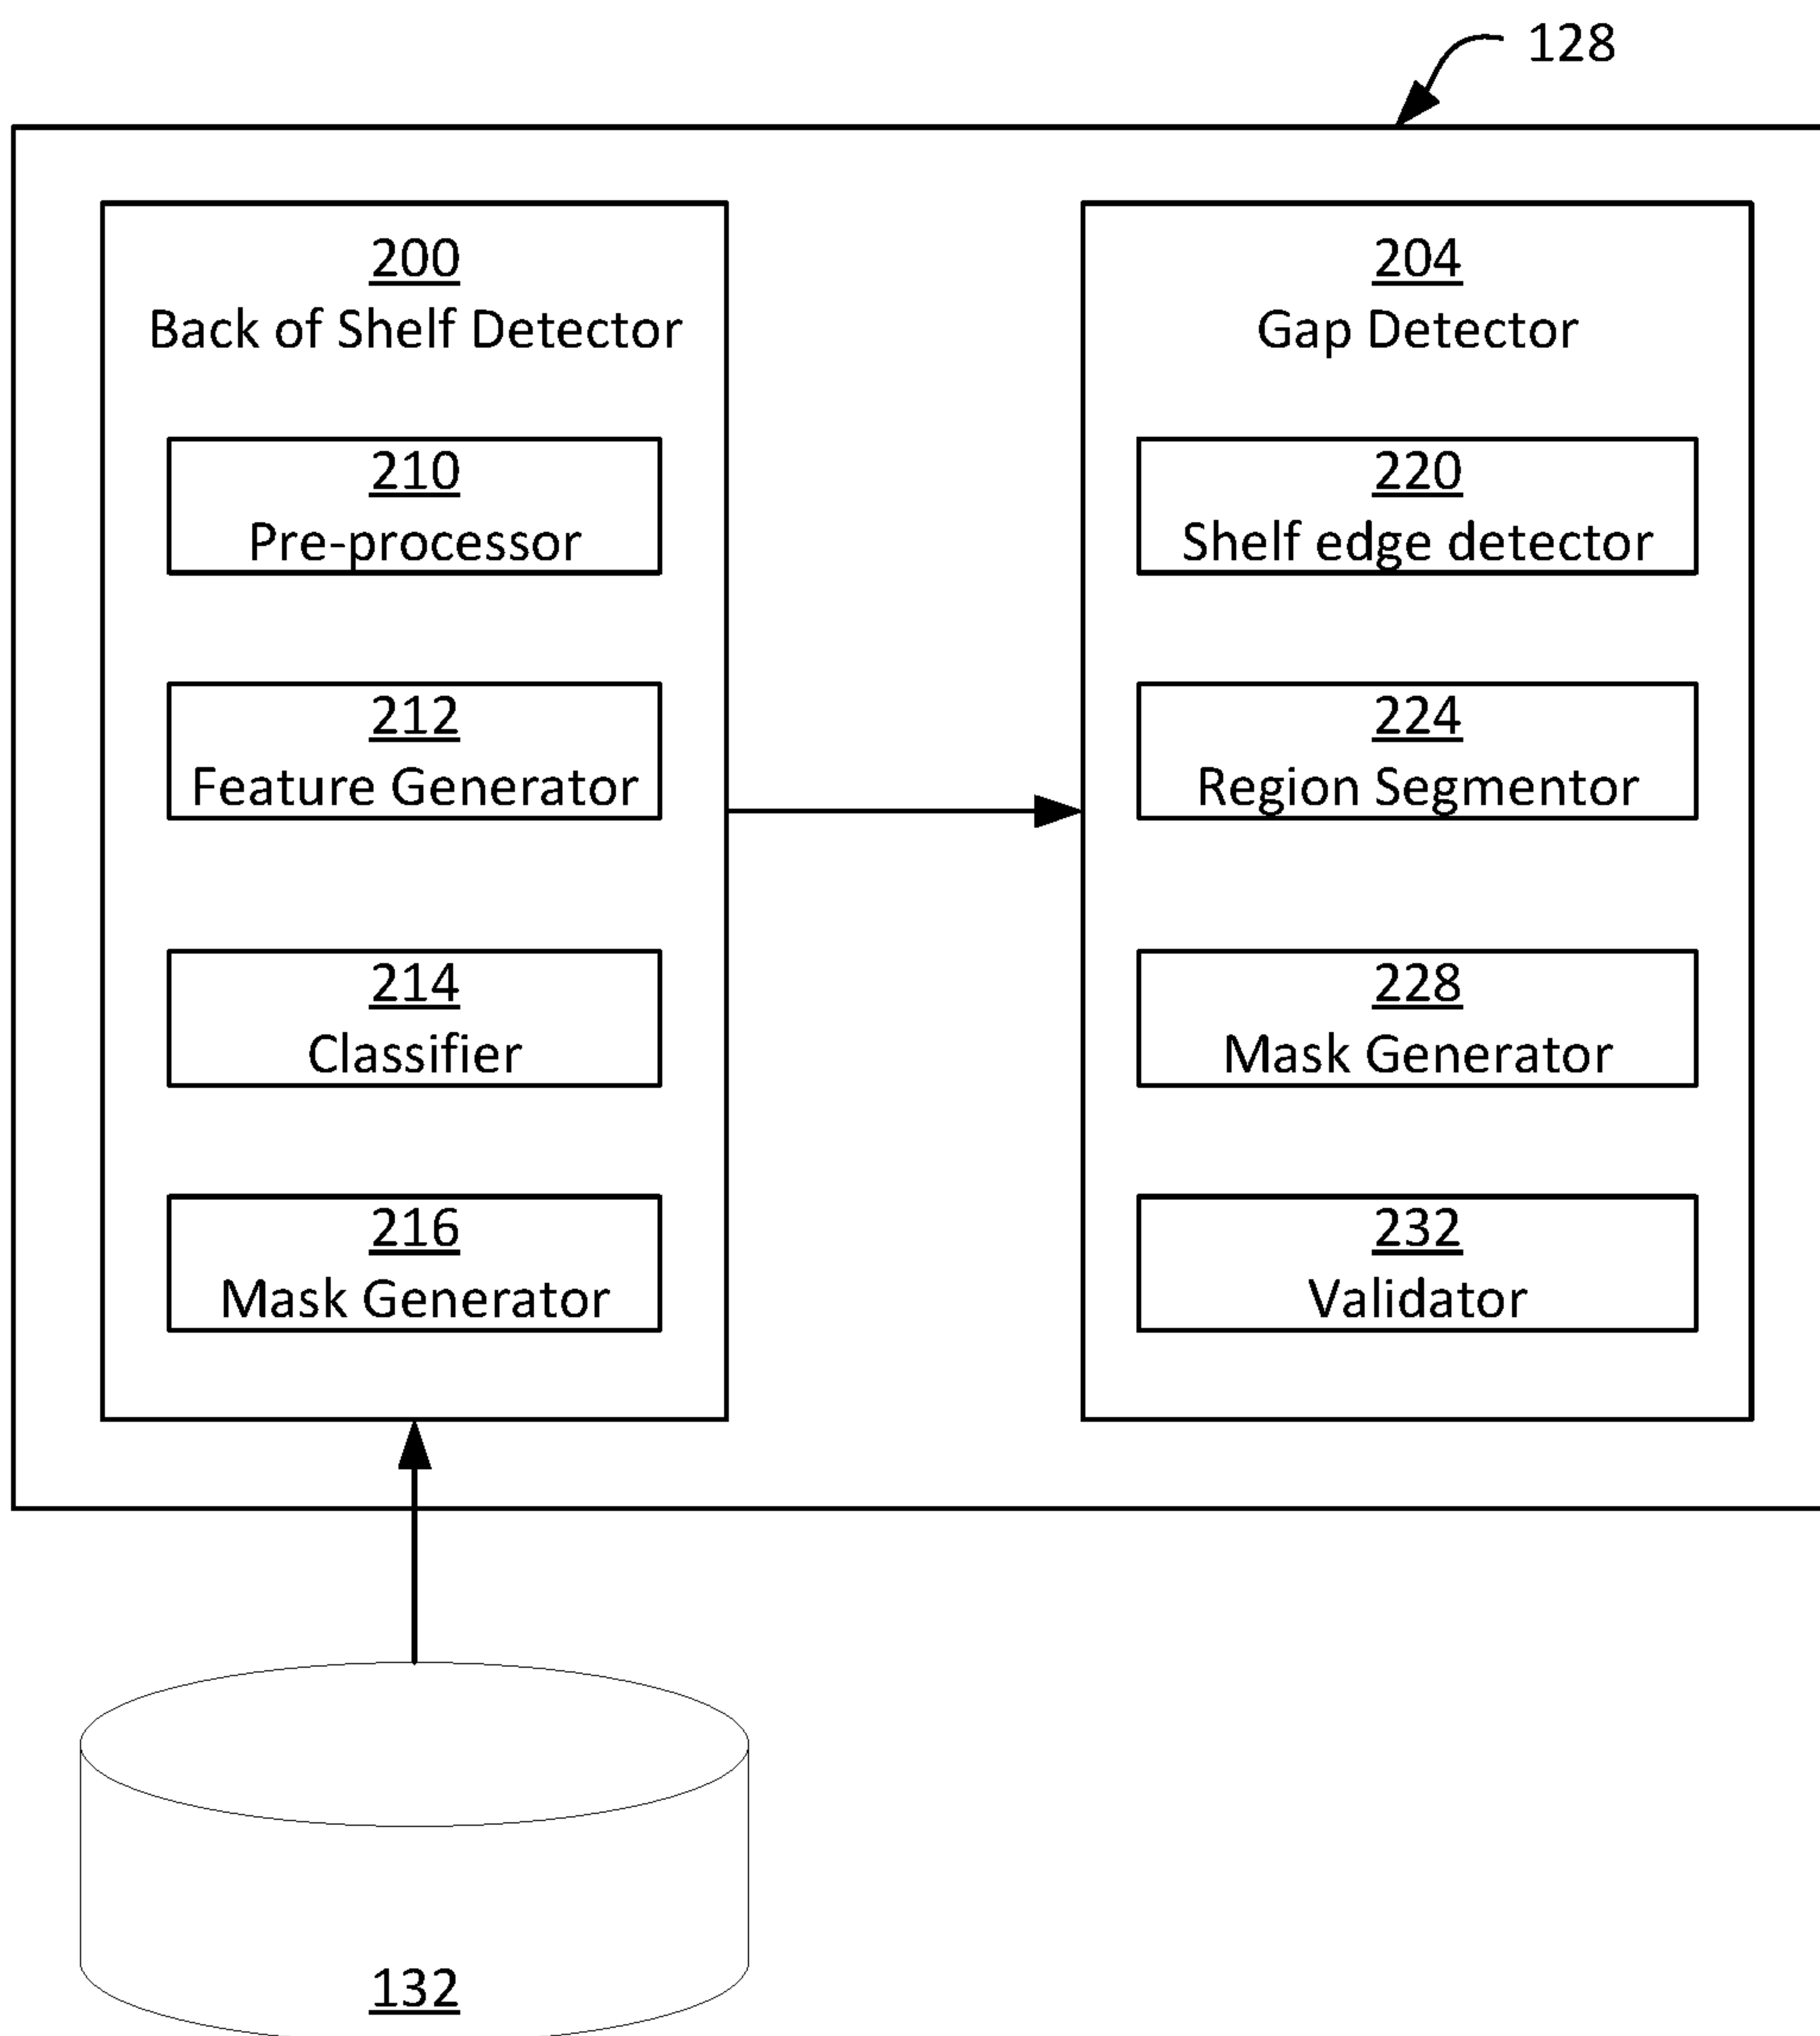 128
200
Back of Shelf Detector
210
Pre-processor
212
Feature Generator
214
Classifier
216
Mask Generator
204
Gap Detector
220
Shelf edge detector
224
Region Segmentor
228
Mask Generator
232
Validator
132